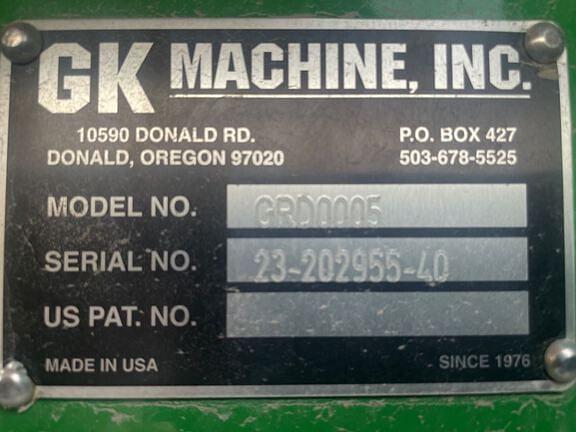 GK MACHINE, INC.
10590 DONALD RD. P.O. BOX 427
DONALD, OREGON 97020 503-678-5525
MODEL NO. GRD0005
SERIAL NO. 23-202955-40
US PAT. NO.
MADE IN USA SINCE 1976